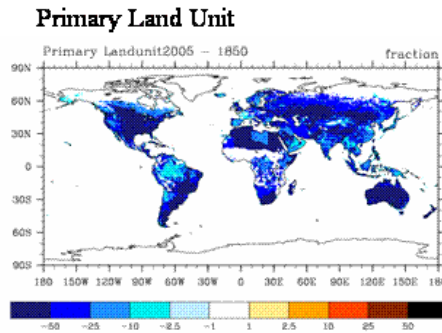 Primary Land Unit
Primary Landunit2005 - 1850 fraction
90N
60N
30N
0
30S
60S
90S
180 150W 120W 90W 60W 30W 0 30E 60E 90E 120E 150E 180
-50 -25 -10 -2.5 -1 1 2.5 10 25 50